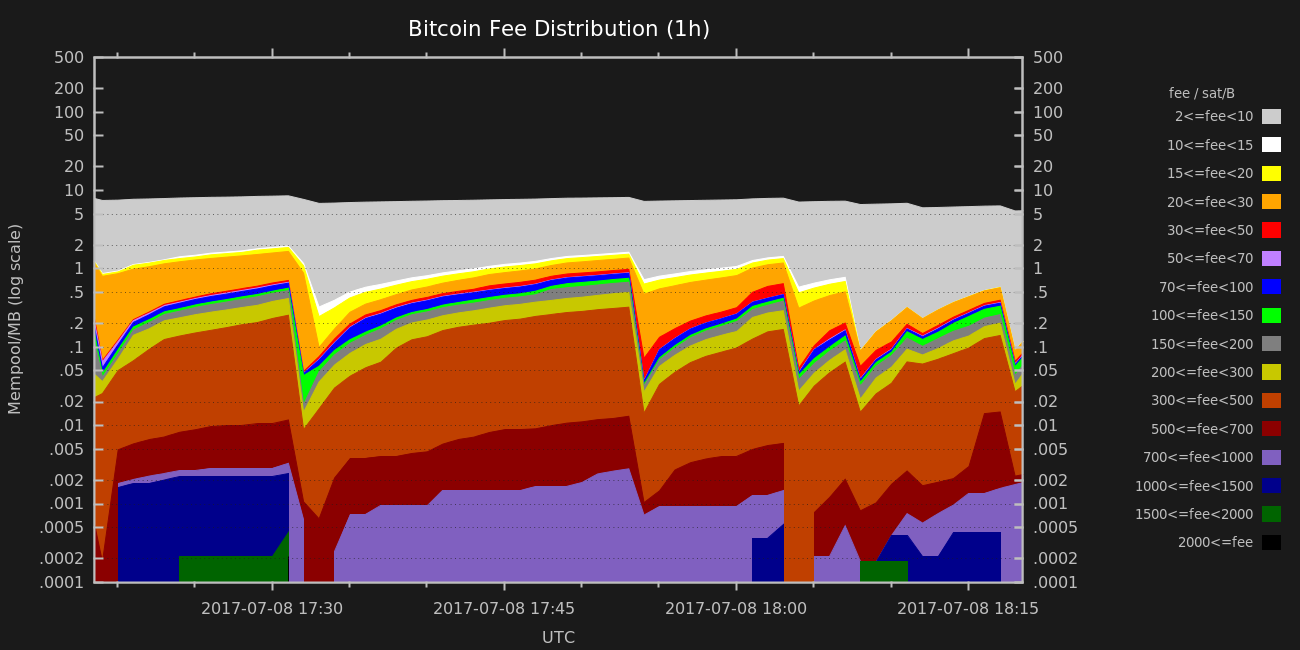 Bitcoin Fee Distribution (1h)
500 500
200 200
100 100
50 50
20 20
10 10
5 5
2 2
1 1
.5 .5
.2 .2
.1 .1
.05 .05
.02 .02
.01 .01
.005 .005
.002 .002
.001 .001
.0005 .0005
.0002 .0002
.0001 .0001
Mempool/MB (log scale)
2017-07-08 17:30 2017-07-08 17:45 2017-07-08 18:00 2017-07-08 18:15
UTC
fee / sat/B
2<=fee<10
10<=fee<15
15<=fee<20
20<=fee<30
30<=fee<50
50<=fee<70
70<=fee<100
100<=fee<150
150<=fee<200
200<=fee<300
300<=fee<500
500<=fee<700
700<=fee<1000
1000<=fee<1500
1500<=fee<2000
2000<=fee